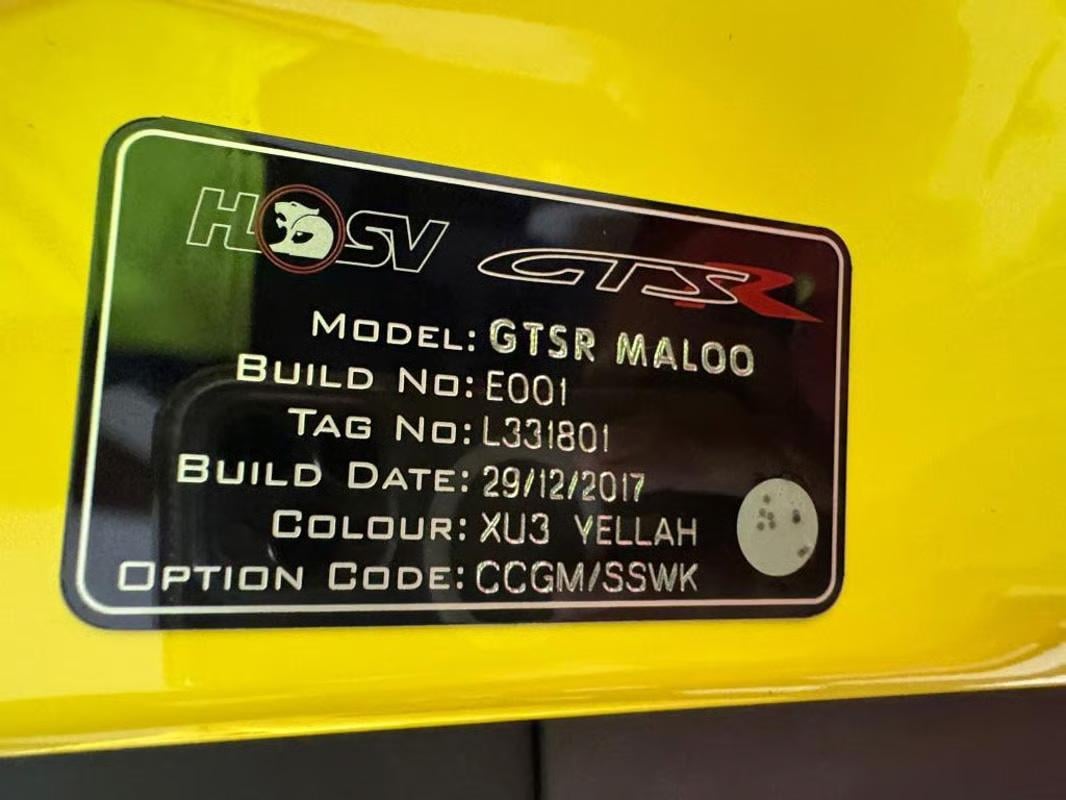 HSV GTSR
MODEL: GTSR MALOO
BUILD NO: E001
TAG NO: L331801
BUILD DATE: 29/12/2017
COLOUR: XU3 YELLAH
OPTION CODE: CCGM/SSWK